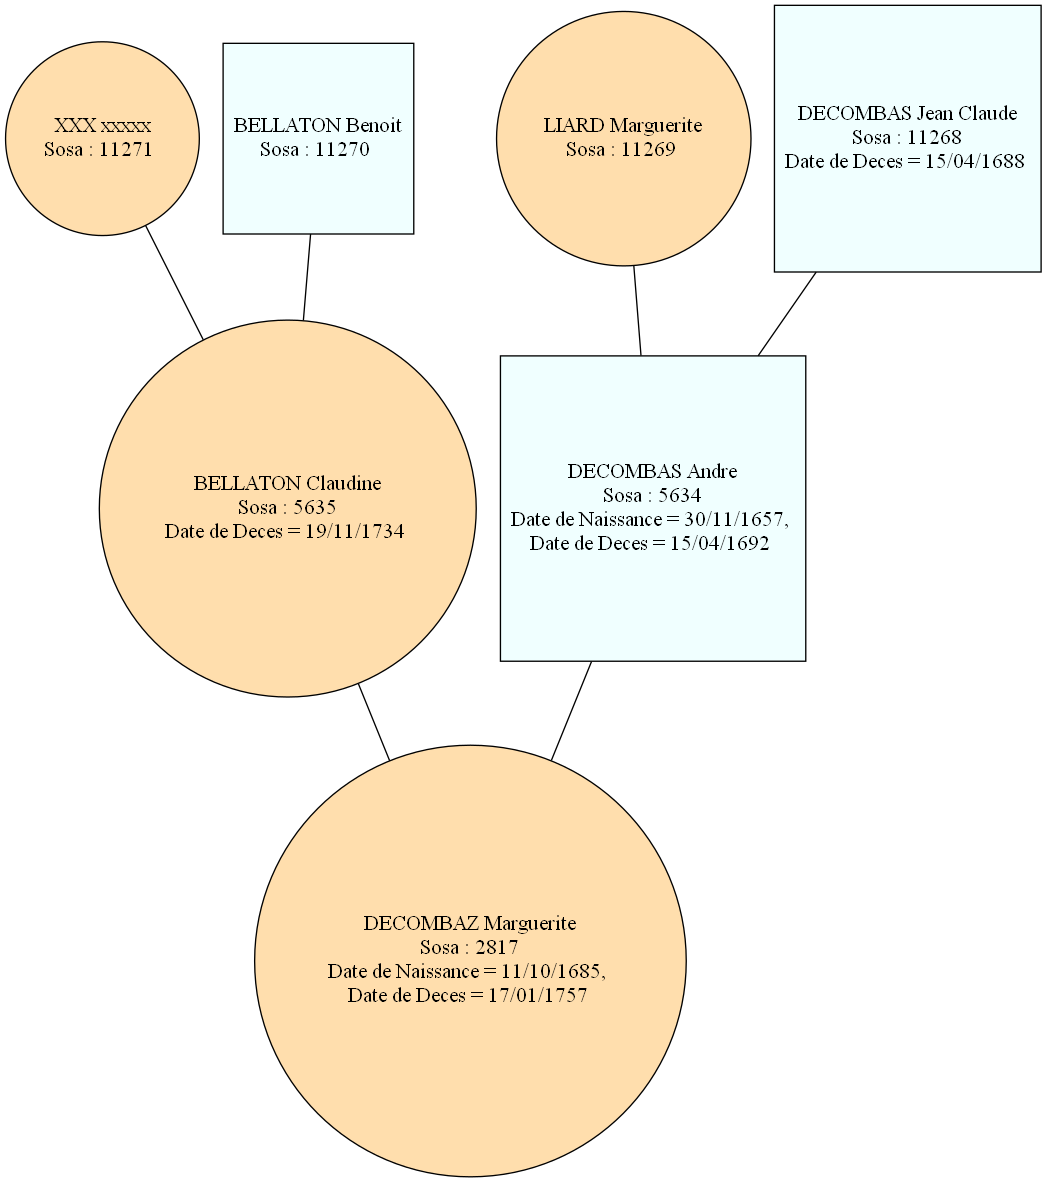 XXX xxxxx
Sosa : 11271
BELLATON Benoit
Sosa : 11270
LIARD Marguerite
Sosa : 11269
DECOMBAS Jean Claude
Sosa : 11268
Date de Deces = 15/04/1688
BELLATON Claudine
Sosa : 5635
Date de Deces = 19/11/1734
DECOMBAS Andre
Sosa : 5634
Date de Naissance = 30/11/1657,
Date de Deces = 15/04/1692
DECOMBAZ Marguerite
Sosa : 2817
Date de Naissance = 11/10/1685,
Date de Deces = 17/01/1757